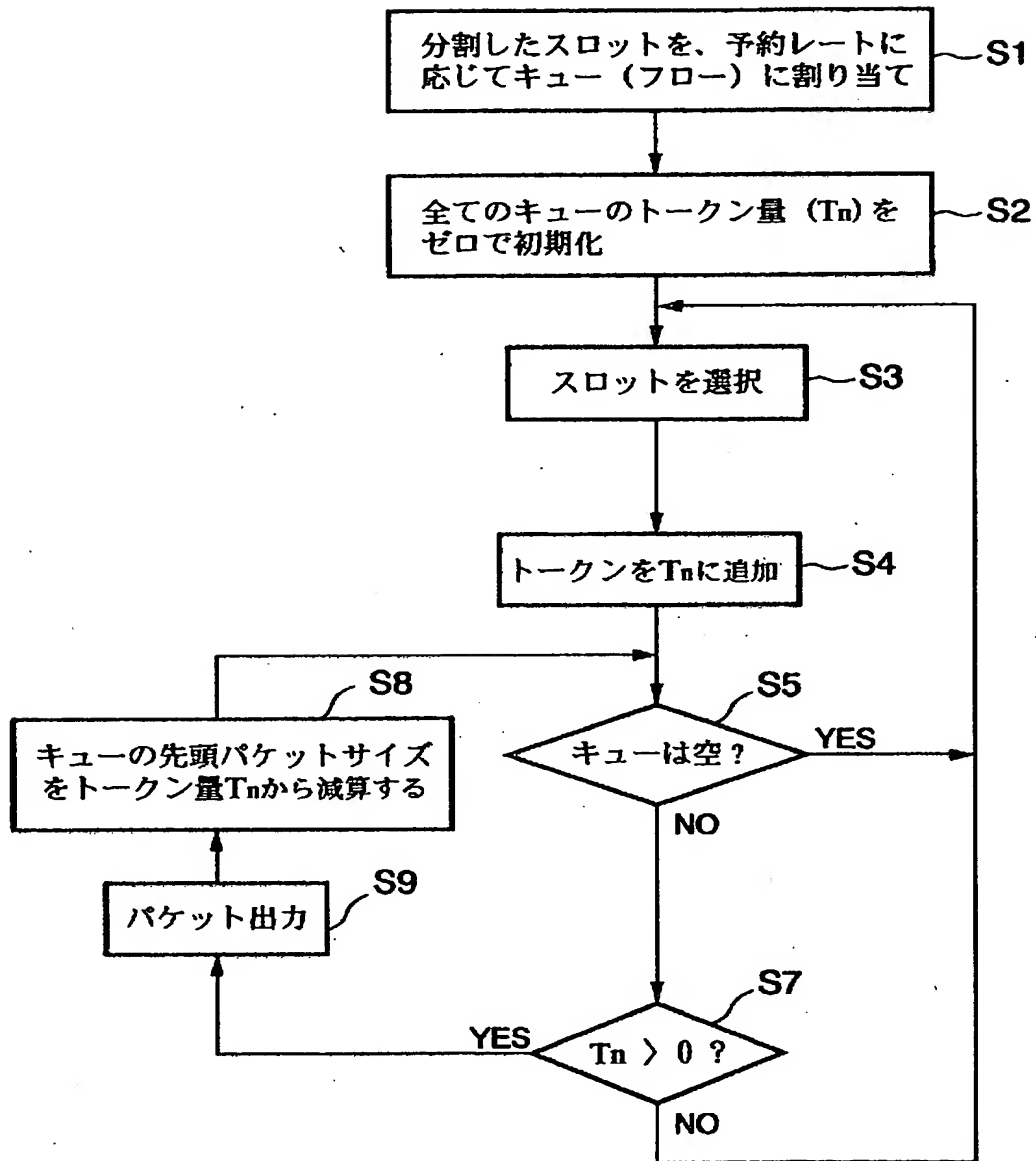 分割したスロットを、予約レートに
応じてキュー（フロー）に割り当て
S1
全てのキューのトークン量（Tn）を
ゼロで初期化
S2
スロットを選択
S3
トークンをTnに追加
S4
S8
キューの先頭パケットサイズ
をトークン量Tnから減算する
S5
キューは空？
YES
NO
S9
パケット出力
S7
YES
Tn 〉 0 ？
NO